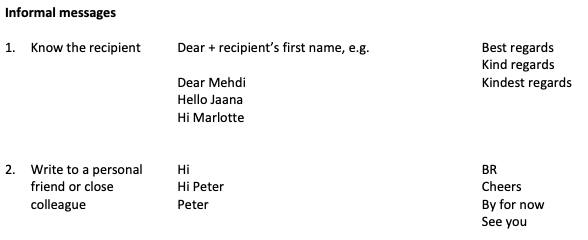 Informal messages
1. Know the recipient Dear + recipient's first name, e.g. Best regards
Kind regards
Dear Mehdi Kindest regards
Hello Jaana
Hi Marlotte
2. Write to a personal Hi BR
friend or close Hi Peter Cheers
colleague Peter By for now
See you